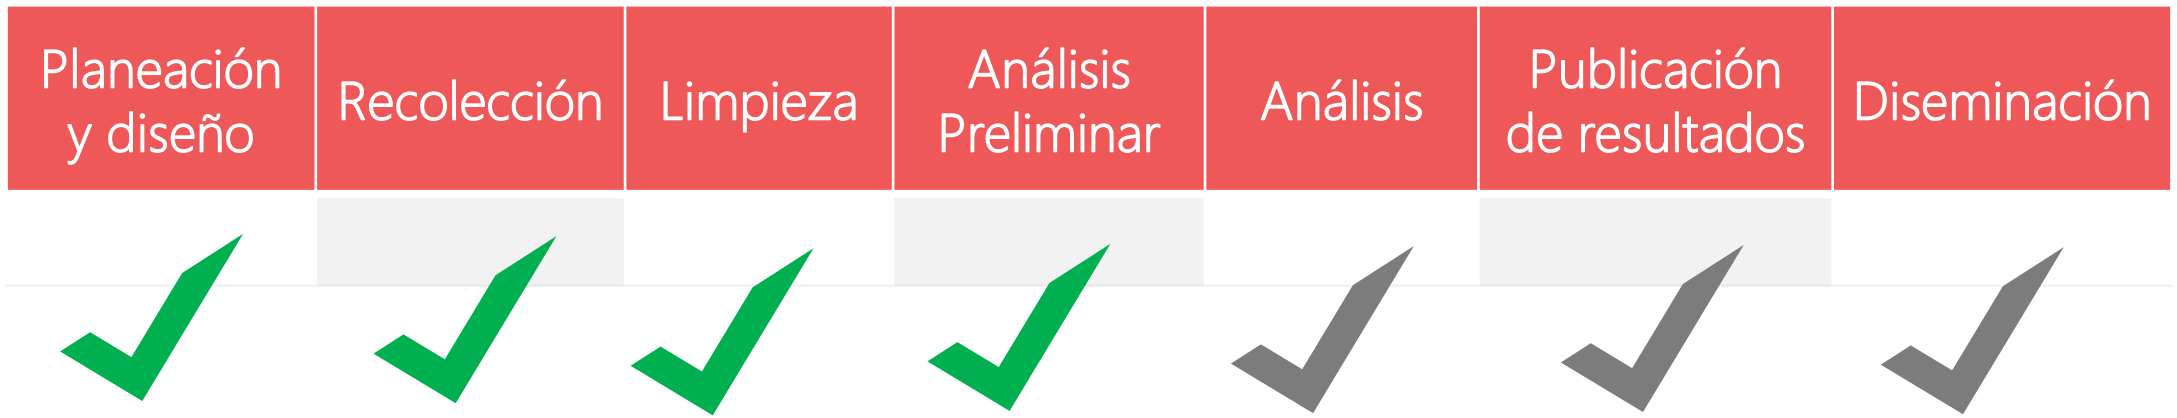 Planeación
y diseño
Recolección
Limpieza
Análisis
Preliminar
Análisis
Publicación
de resultados
Diseminación